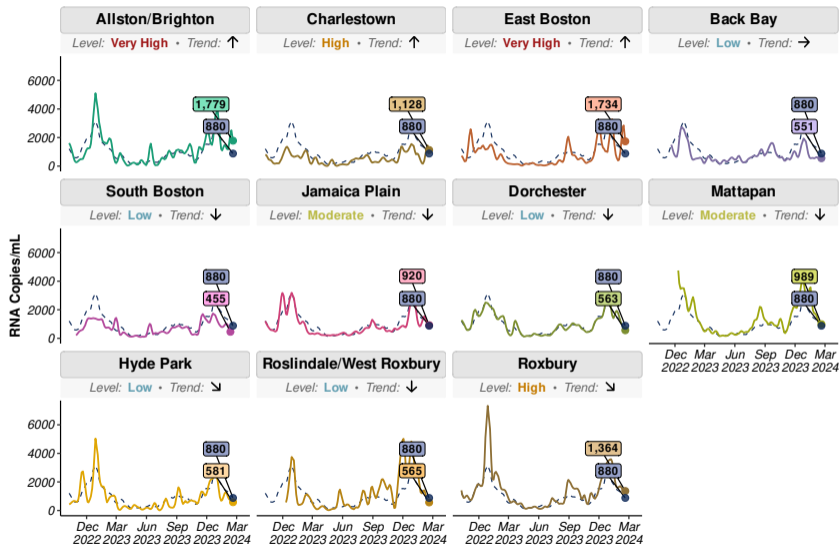 Allston/Brighton
Level: Very High • Trend: ↑
Charlestown
Level: High • Trend: ↑
East Boston
Level: Very High • Trend: ↑
Back Bay
Level: Low • Trend: →
6000
4000
2000
0
1,779
880
1,128
880
1,734
880
880
551
South Boston
Level: Low • Trend: ↓
Jamaica Plain
Level: Moderate • Trend: ↓
Dorchester
Level: Low • Trend: ↓
Mattapan
Level: Moderate • Trend: ↓
RNA Copies/mL
6000
4000
2000
0
880
455
920
880
880
563
989
880
Dec 2022
Mar 2023
Jun 2023
Sep 2023
Dec 2023
Mar 2024
Hyde Park
Level: Low • Trend: ↘
Roslindale/West Roxbury
Level: Low • Trend: ↓
Roxbury
Level: High • Trend: ↘
6000
4000
2000
0
880
581
880
565
1,364
880
Dec 2022
Mar 2023
Jun 2023
Sep 2023
Dec 2023
Mar 2024
Dec 2022
Mar 2023
Jun 2023
Sep 2023
Dec 2023
Mar 2024
Dec 2022
Mar 2023
Jun 2023
Sep 2023
Dec 2023
Mar 2024